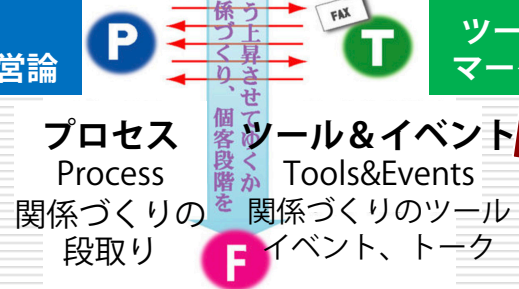 営論
P
FAX
T
ツー
マー
う上昇させてゆくか
係づくり、個客段階を
プロセス
Process
関係づくりの
段取り
ツール&イベント
Tools&Events
関係づくりのツール
イベント、トーク
F